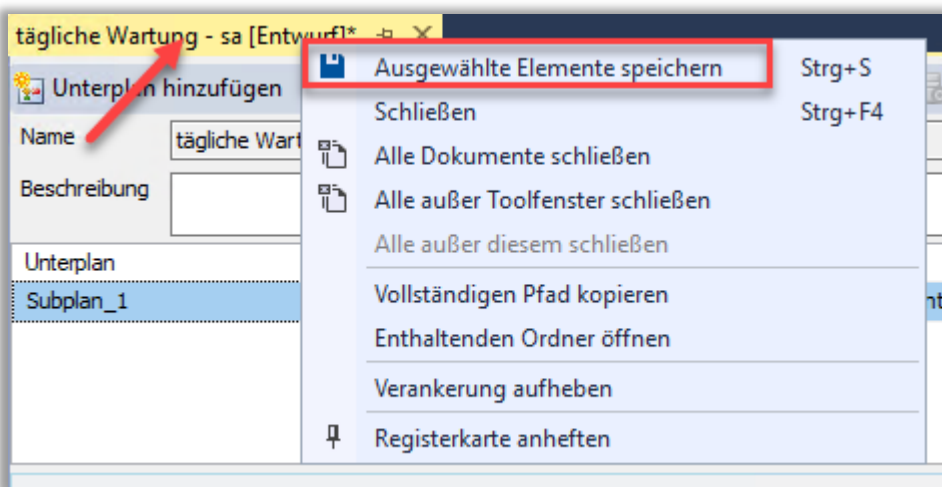 tägliche Wartung - sa [Entwurf]*
Unterplan hinzufügen
Name
tägliche Wart
Beschreibung
Unterplan
Subplan_1
Ausgewählte Elemente speichern Strg+S
Schließen Strg+F4
Alle Dokumente schließen
Alle außer Toolfenster schließen
Alle außer diesem schließen
Vollständigen Pfad kopieren
Enthaltenden Ordner öffnen
Verankerung aufheben
Registerkarte anheften